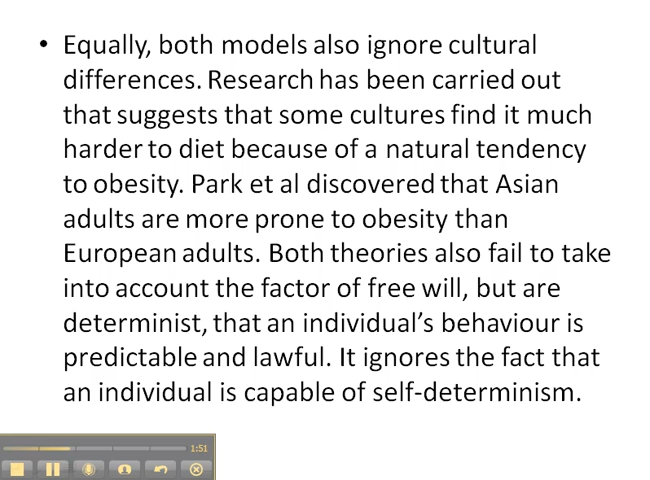 • Equally, both models also ignore cultural
differences. Research has been carried out
that suggests that some cultures find it much
harder to diet because of a natural tendency
to obesity. Park et al discovered that Asian
adults are more prone to obesity than
European adults. Both theories also fail to take
into account the factor of free will, but are
determinist, that an individual’s behaviour is
predictable and lawful. It ignores the fact that
an individual is capable of self-determinism.
1:51